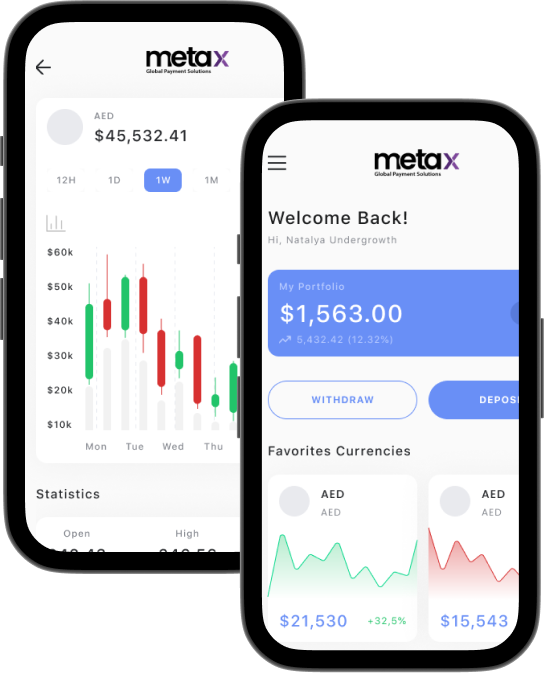 metax
Global Payment Solutions
AED
$45,532.41
12H 1D 1W 1M
$60k
$50k
$40k
$30k
$20k
$10k
Mon Tue Wed Thu
Statistics
Open High
metax
Global Payment Solutions
Welcome Back!
Hi, Natalya Undergrowth
My Portfolio
$1,563.00
5,432.42 (12.32%)
WITHDRAW DEPOS
Favorites Currencies
AED AED
AED AED
$21,530 +32,5% $15,543